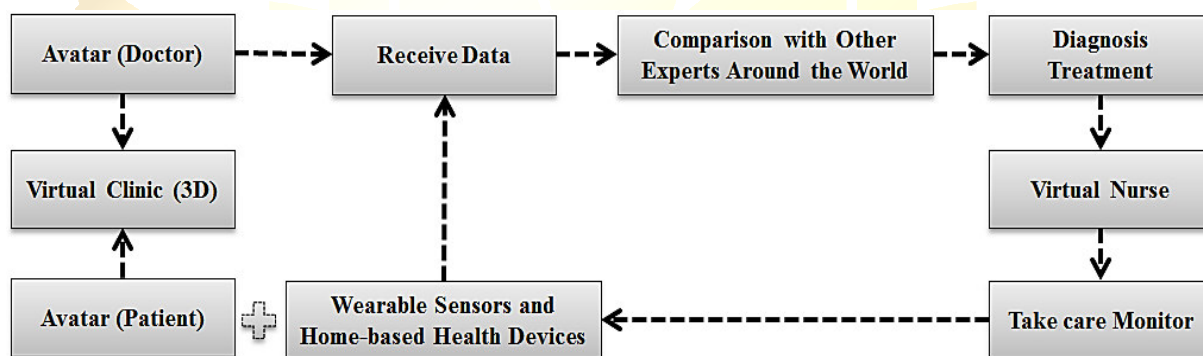 Avatar (Doctor)
Receive Data
Comparison with Other
Experts Around the World
Diagnosis
Treatment
Virtual Clinic (3D)
Virtual Nurse
Avatar (Patient)
Wearable Sensors and
Home-based Health Devices
Take care Monitor